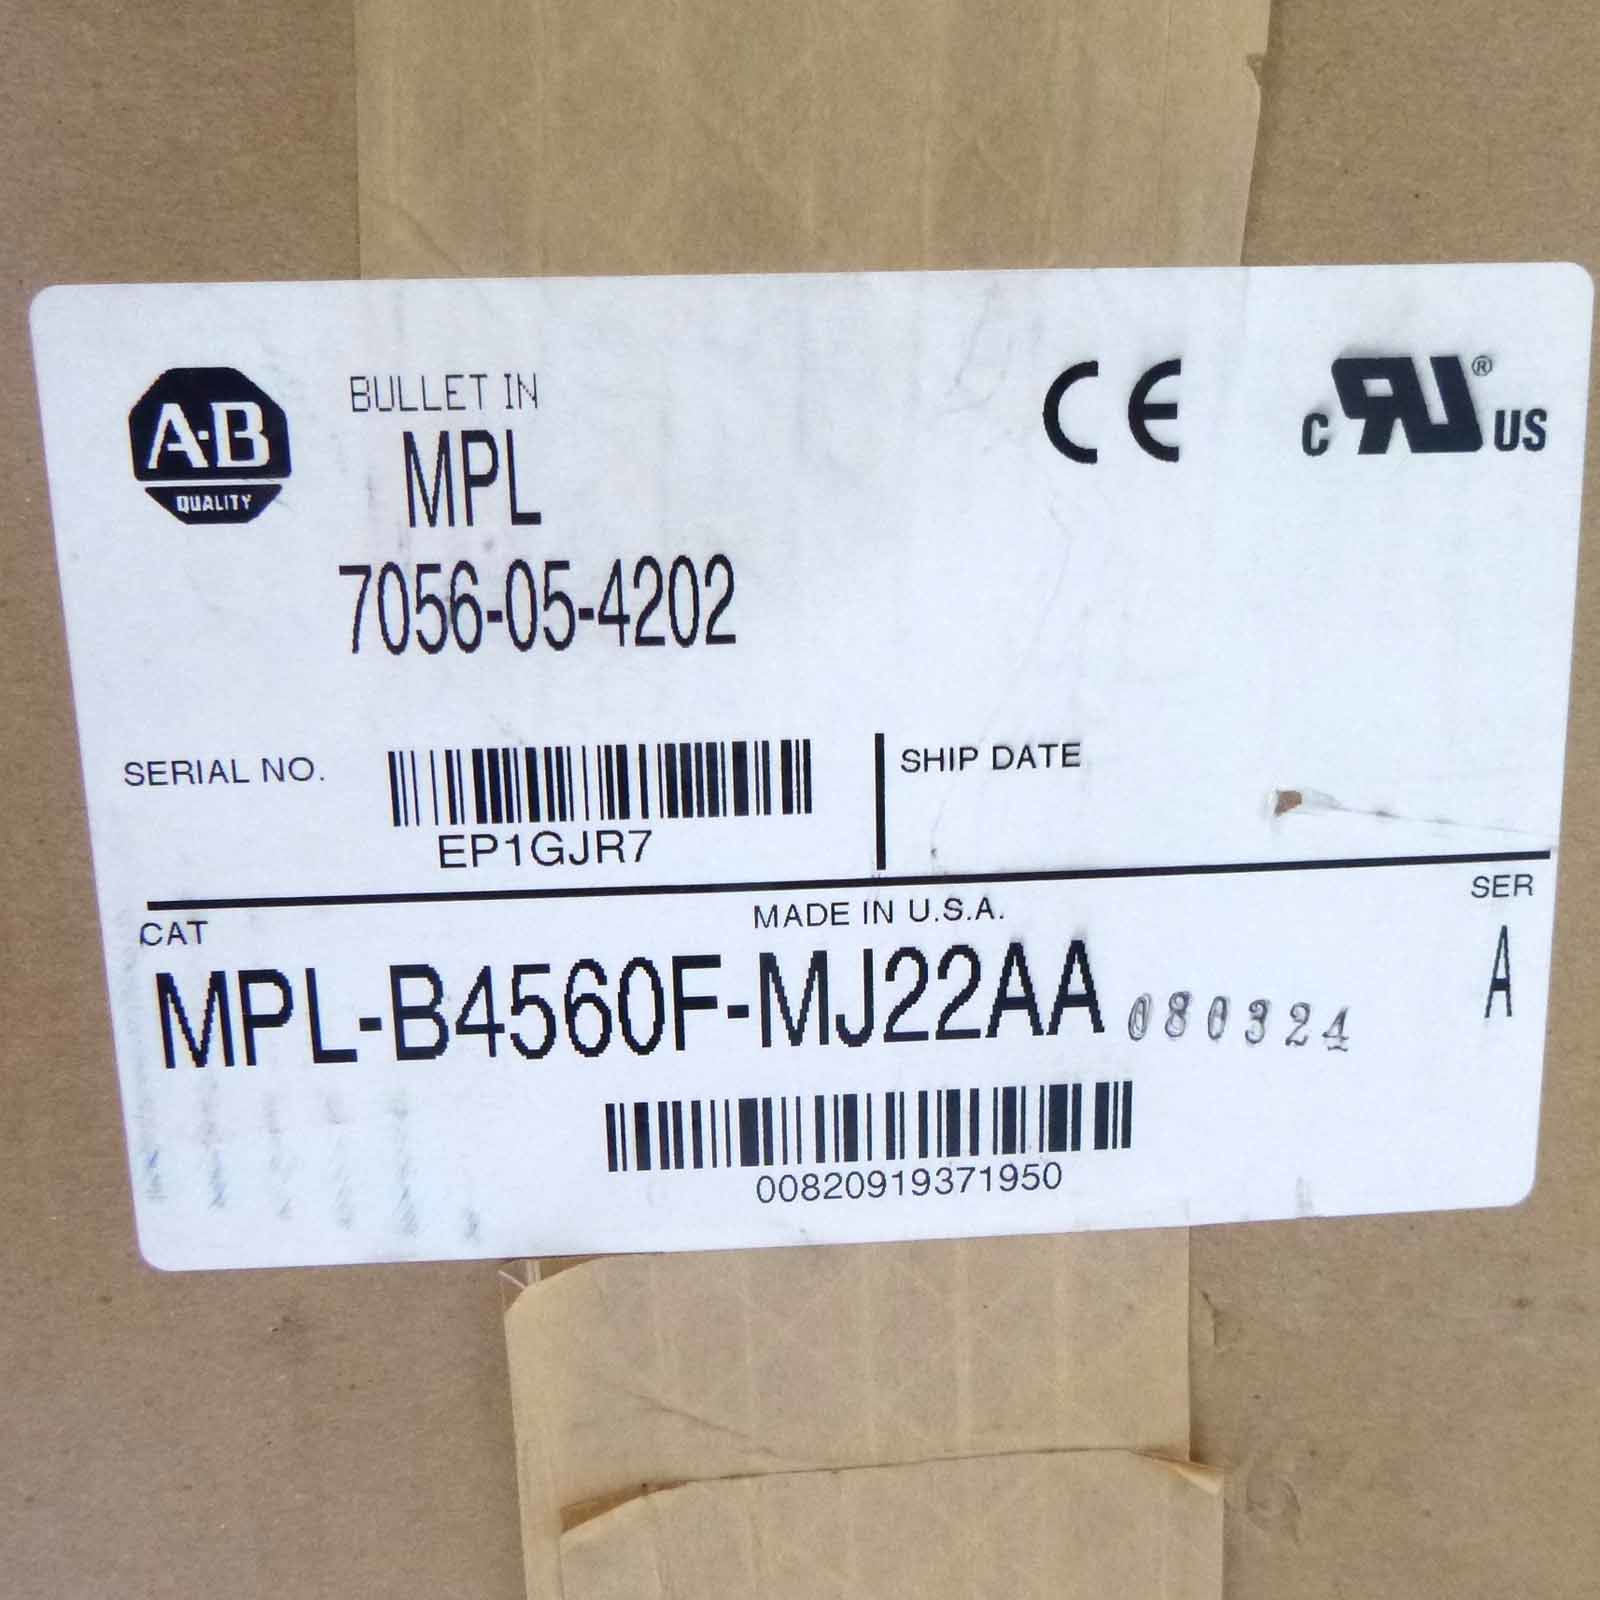 A-B
QUALITY
BULLETIN
MPL
7056-05-4202
CE
C RU® US
SERIAL NO.
EP1GJR7
SHIP DATE
CAT
MADE IN U.S.A.
SER
MPL-B4560F-MJ22AA 080324
A
00820919371950